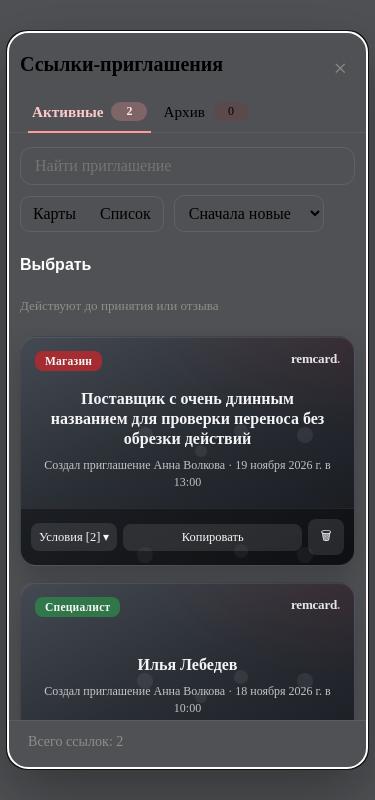 Ссылки-приглашения ×
Активные 2 Архив 0
Найти приглашение
Карты Список Сначала новые
Выбрать
Действуют до принятия или отзыва
Магазин remcard.
Поставщик с очень длинным
названием для проверки переноса без
обрезки действий
Создал приглашение Анна Волкова · 19 ноября 2026 г. в
13:00
Условия [2] ▾ Копировать
Специалист remcard.
Илья Лебедев
Создал приглашение Анна Волкова · 18 ноября 2026 г. в
10:00
Всего ссылок: 2